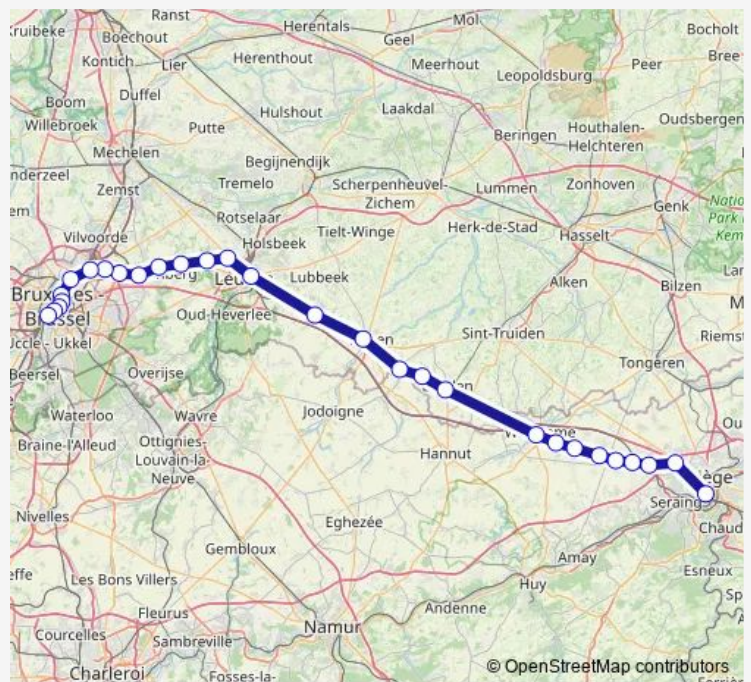 Ranst
Herentals
Mol
Bocholt
Kruibeke
Boechout
Geel
Kontich
Lier
Herenthout
Meerhout
Leopoldsburg
Peer
Bree
Duffel
Boom
Willebroek
Hulshout
Laakdal
Putte
Beringen
Houthalen-
Helchteren
Oudsbergen
Mechelen
Begijnendijk
Zemst
Tremelo
Scherpenheuvel-
Zichem
Lummen
Zonhoven
Rotselaar
Genk
Vilvoorde
Holsbeek
Tielt-Winge
Herk-de-Stad
Hasselt
Lubbeek
Alken
Bilzen
Oud-Heverlee
Uccle - Ukkel
Sint-Truiden
Beersel
Overijse
Tongeren
Waterloo
Wavre
Jodoigne
Braine-l'Alleud
Ottignies-
Louvain-la-
Neuve
Hannut
Seraing
Nivelles
Eghezée
Gembloux
Amay
Esneux
Les Bons Villers
Huy
Andenne
Fleurus
Namur
Courcelles
Sambreville
Charleroi
Fosses-la-
© OpenStreetMap contributors